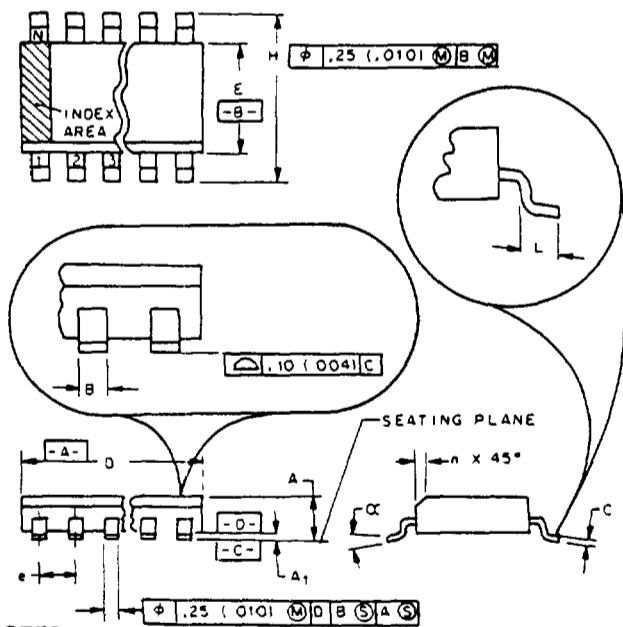 N
INDEX
AREA
1 2 3
E
-B-
H
ϕ .25 (.010) Ⓜ B Ⓜ
L
B
⌓ .10 (.004) C
SEATING PLANE
-A-
D
A
n × 45°
α
C
-D-
-C-
A₁
e
ϕ .25 (.010) Ⓜ D B Ⓢ A Ⓢ